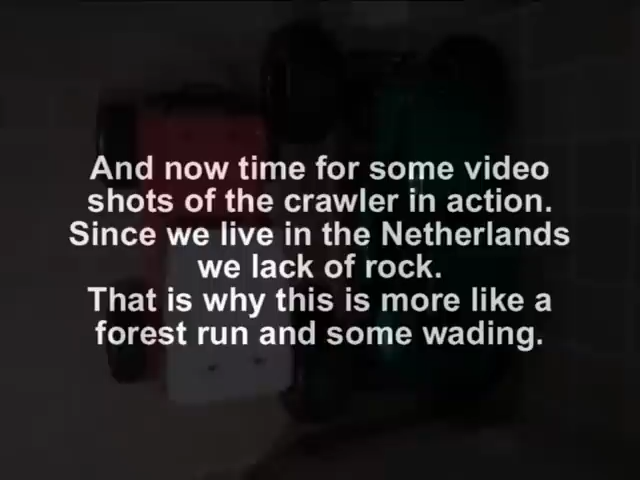 And now time for some video
shots of the crawler in action.
Since we live in the Netherlands
we lack of rock.
That is why this is more like a
forest run and some wading.